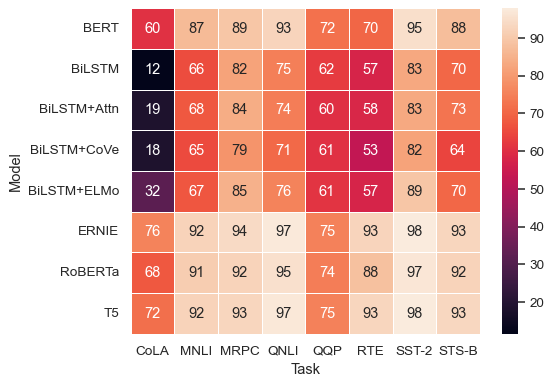 Model
BERT 60 87 89 93 72 70 95 88
BiLSTM 12 66 82 75 62 57 83 70
BiLSTM+Attn 19 68 84 74 60 58 83 73
BiLSTM+CoVe 18 65 79 71 61 53 82 64
BiLSTM+ELMo 32 67 85 76 61 57 89 70
ERNIE 76 92 94 97 75 93 98 93
RoBERTa 68 91 92 95 74 88 97 92
T5 72 92 93 97 75 93 98 93
CoLA MNLI MRPC QNLI QQP RTE SST-2 STS-B
Task
90
80
70
60
50
40
30
20